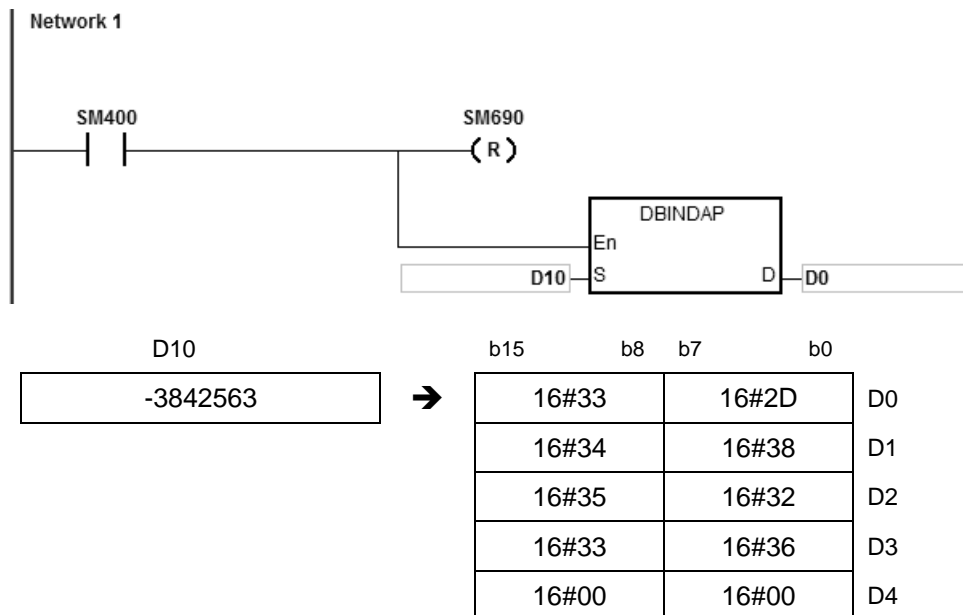 Network 1
SM400 SM690
( R )
DBINDAP
En
D10 S D D0
D10 b15 b8 b7 b0
-3842563 ➔ 16#33 16#2D D0
16#34 16#38 D1
16#35 16#32 D2
16#33 16#36 D3
16#00 16#00 D4